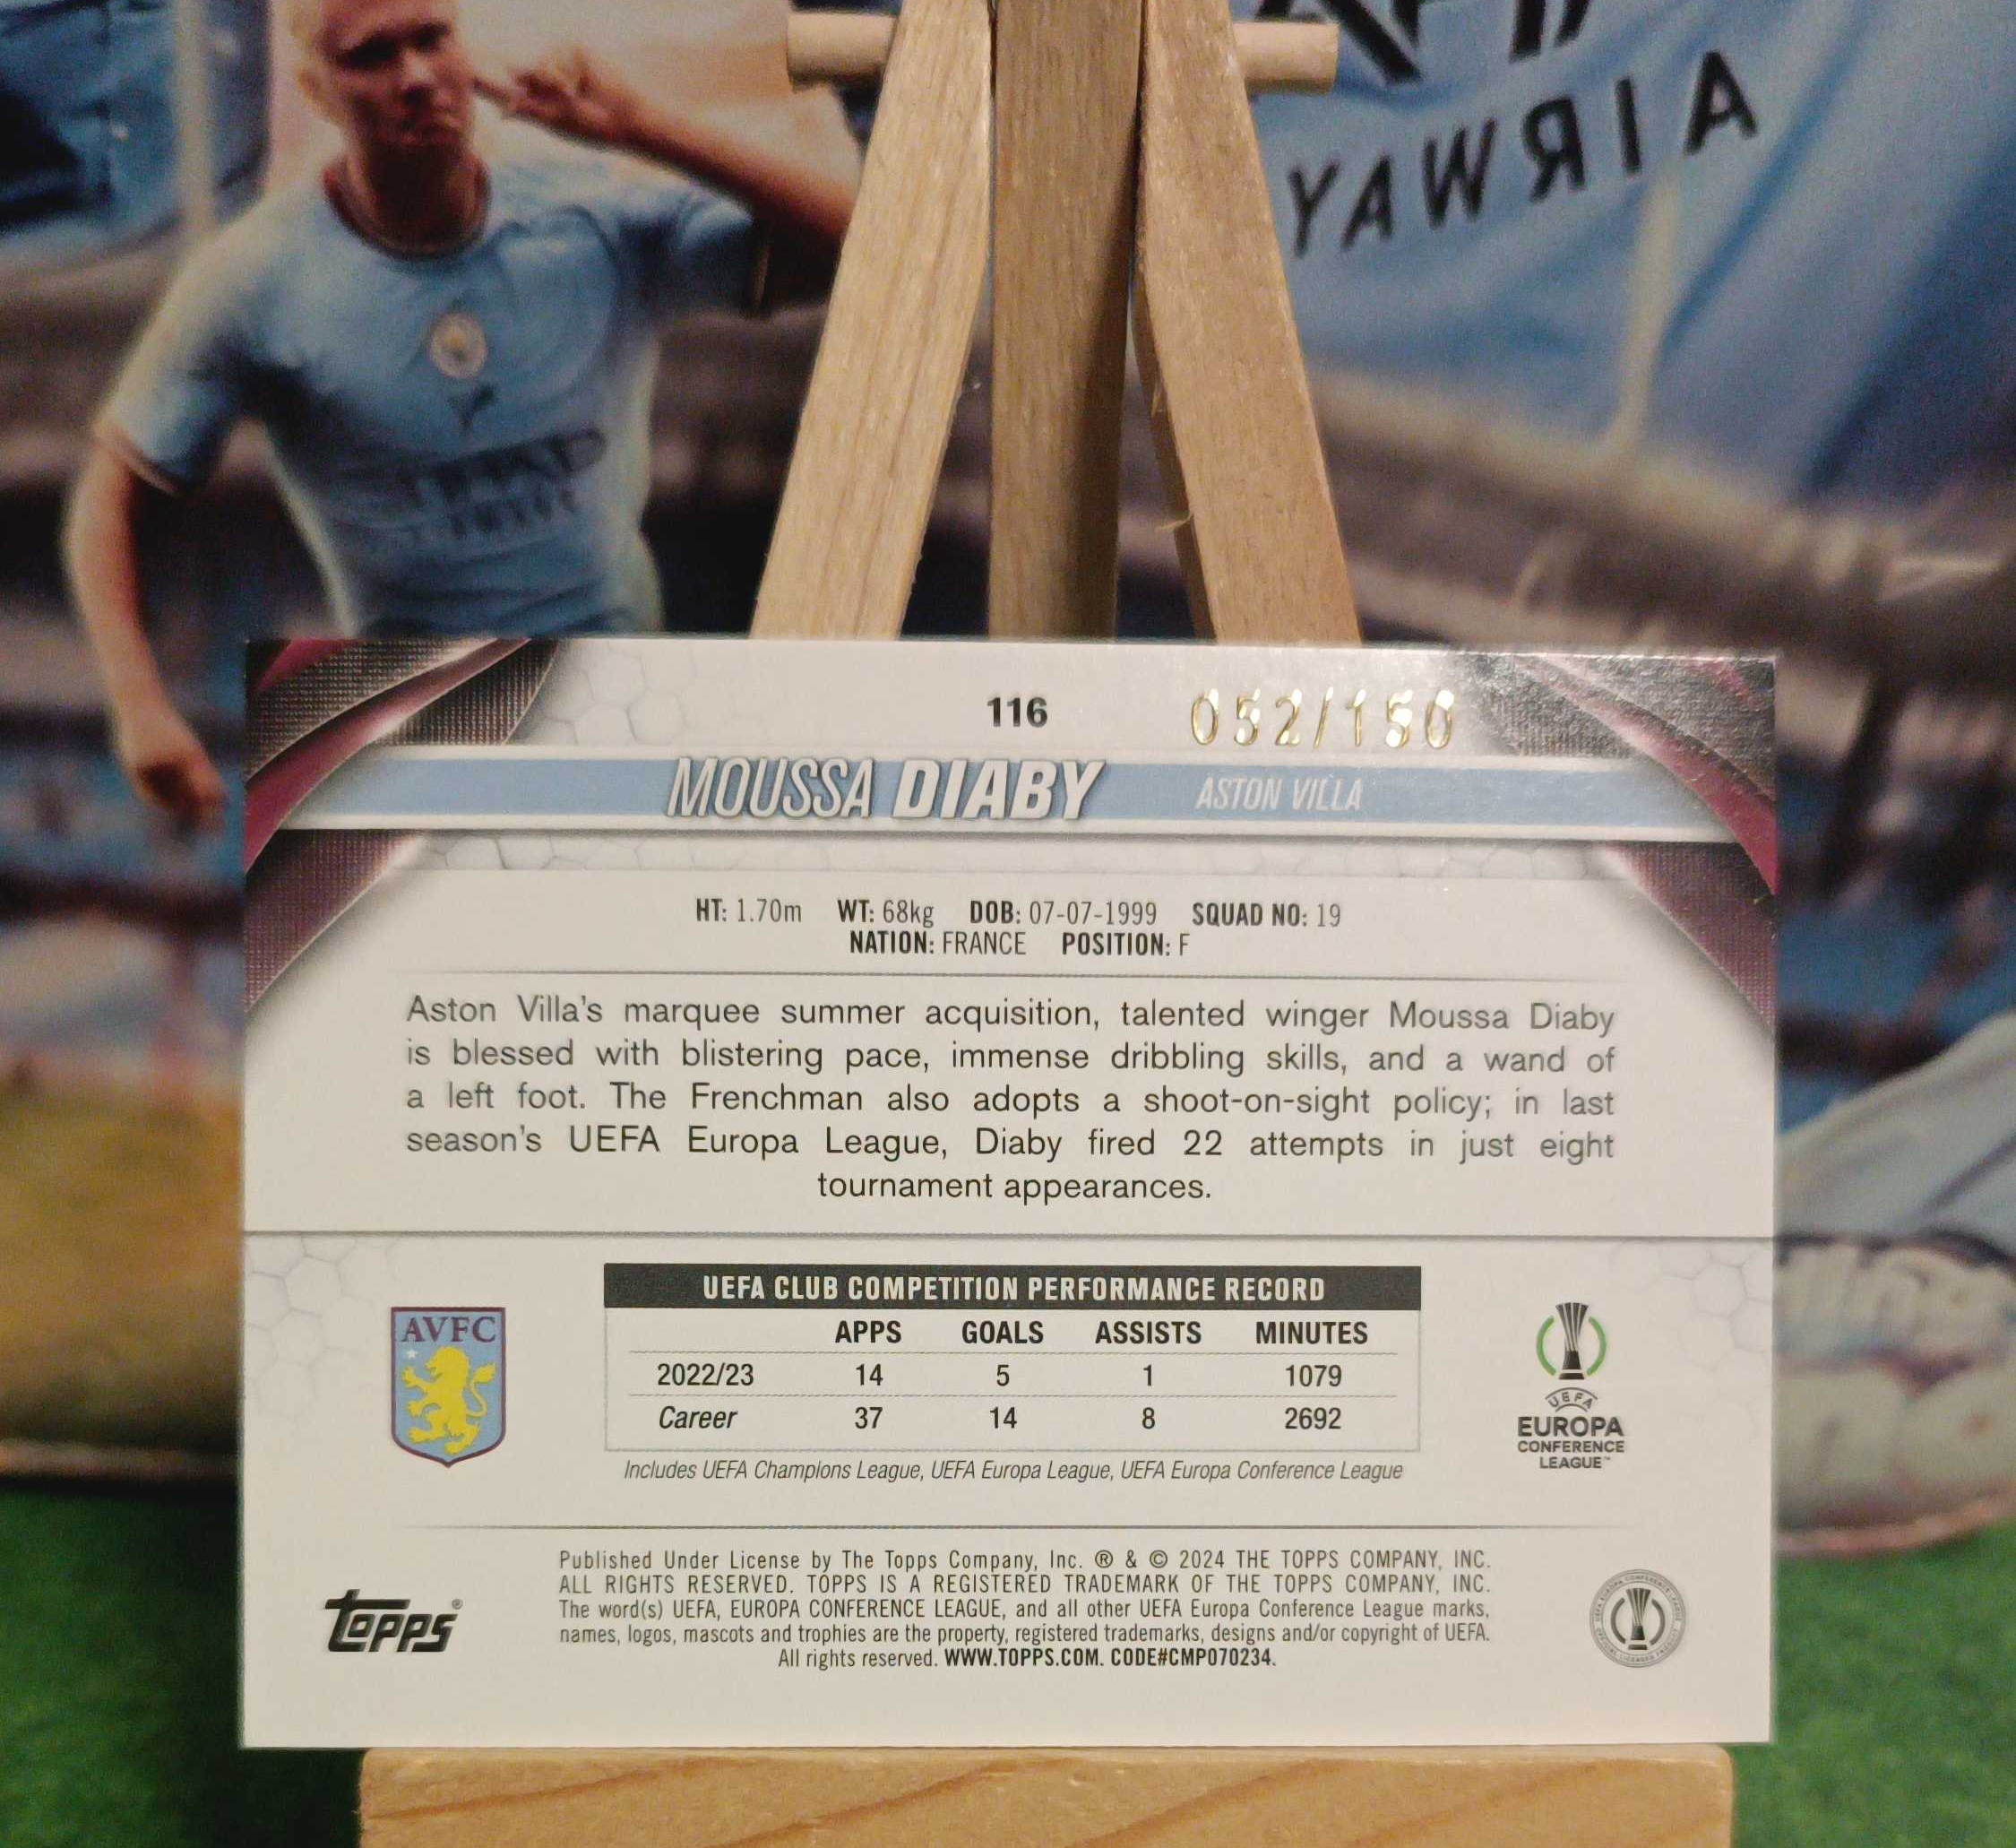 AIRWAY
116
052/150
MOUSSA DIABY ASTON VILLA
HT: 1.70m WT: 68kg DOB: 07-07-1999 SQUAD NO: 19
NATION: FRANCE POSITION: F
Aston Villa's marquee summer acquisition, talented winger Moussa Diaby
is blessed with blistering pace, immense dribbling skills, and a wand of
a left foot. The Frenchman also adopts a shoot-on-sight policy; in last
season's UEFA Europa League, Diaby fired 22 attempts in just eight
tournament appearances.
UEFA CLUB COMPETITION PERFORMANCE RECORD
APPS GOALS ASSISTS MINUTES
2022/23 14 5 1 1079
Career 37 14 8 2692
Includes UEFA Champions League, UEFA Europa League, UEFA Europa Conference League
AVFC
UEFA
EUROPA
CONFERENCE
LEAGUE™
Published Under License by The Topps Company, Inc. ® & © 2024 THE TOPPS COMPANY, INC.
ALL RIGHTS RESERVED. TOPPS IS A REGISTERED TRADEMARK OF THE TOPPS COMPANY, INC.
The word(s) UEFA, EUROPA CONFERENCE LEAGUE, and all other UEFA Europa Conference League marks,
names, logos, mascots and trophies are the property, registered trademarks, designs and/or copyright of UEFA.
All rights reserved. WWW.TOPPS.COM. CODE#CMP070234.
Topps®